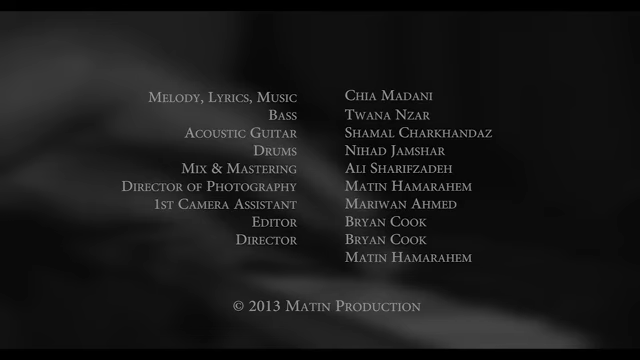 Melody, Lyrics, Music Chia Madani
Bass Twana Nzar
Acoustic Guitar Shamal Charkhandaz
Drums Nihad Jamshar
Mix & Mastering Ali Sharifzadeh
Director of Photography Matin Hamarahem
1st Camera Assistant Mariwan Ahmed
Editor Bryan Cook
Director Bryan Cook
Matin Hamarahem
© 2013 Matin Production